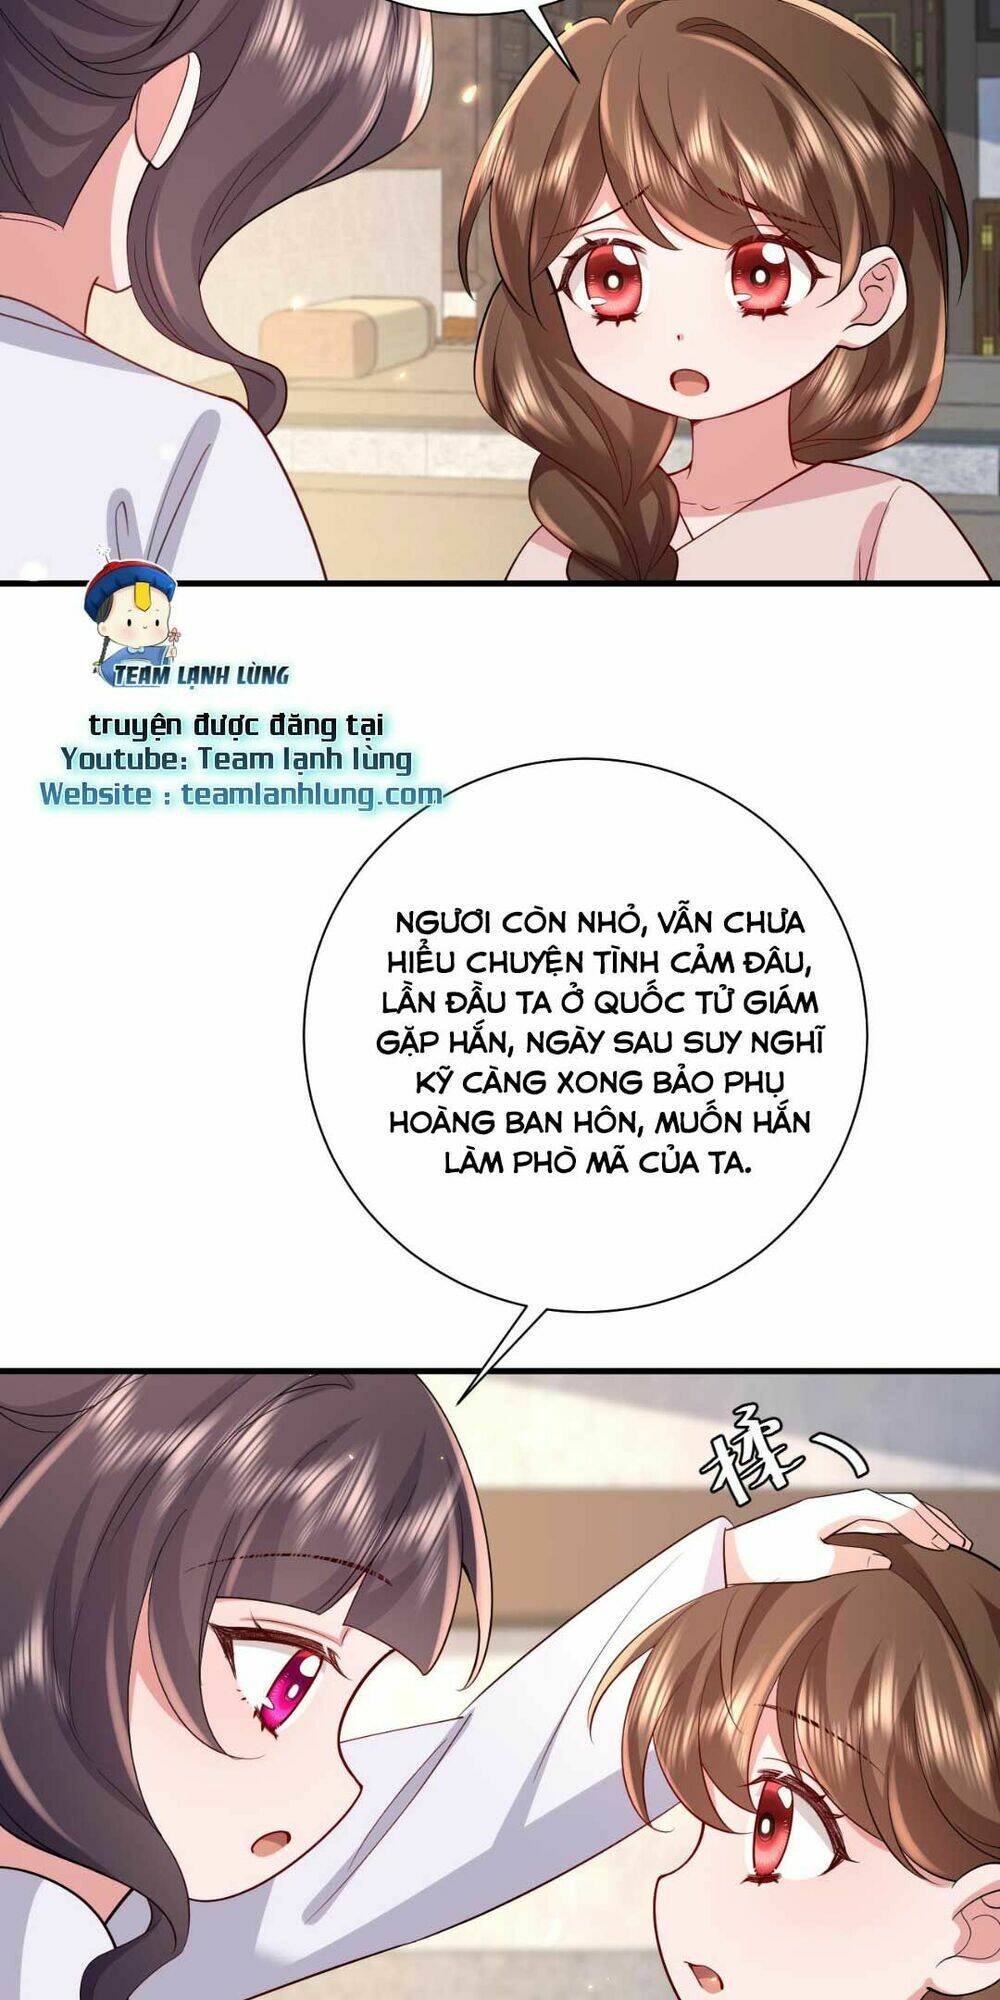 TEAM LẠNH LÙNG
truyện được đăng tại
Youtube: Team lạnh lùng
Website : teamlanhlung.com
NGƯƠI CÒN NHỎ, VẪN CHƯA
HIỂU CHUYỆN TÌNH CẢM ĐÂU,
LẦN ĐẦU TA Ở QUỐC TỬ GIÁM
GẶP HẮN, NGÀY SAU SUY NGHĨ
KỸ CÀNG XONG BẢO PHỤ
HOÀNG BAN HÔN, MUỐN HẮN
LÀM PHÒ MÃ CỦA TA.
揉